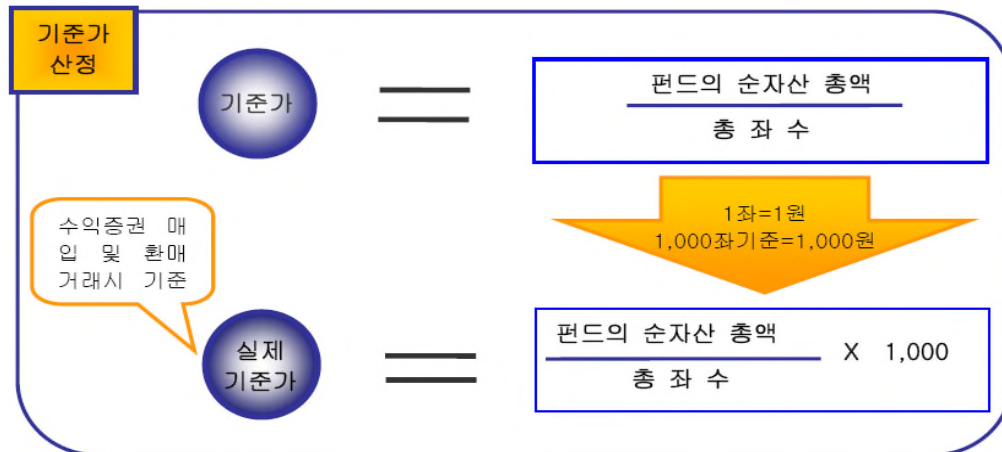 기준가
산정
기준가
펀드의 순자산 총액
총 좌 수
1좌=1원
1,000좌기준=1,000원
수익증권 매
입 및 환매
거래시 기준
실제
기준가
펀드의 순자산 총액
총 좌 수
X 1,000